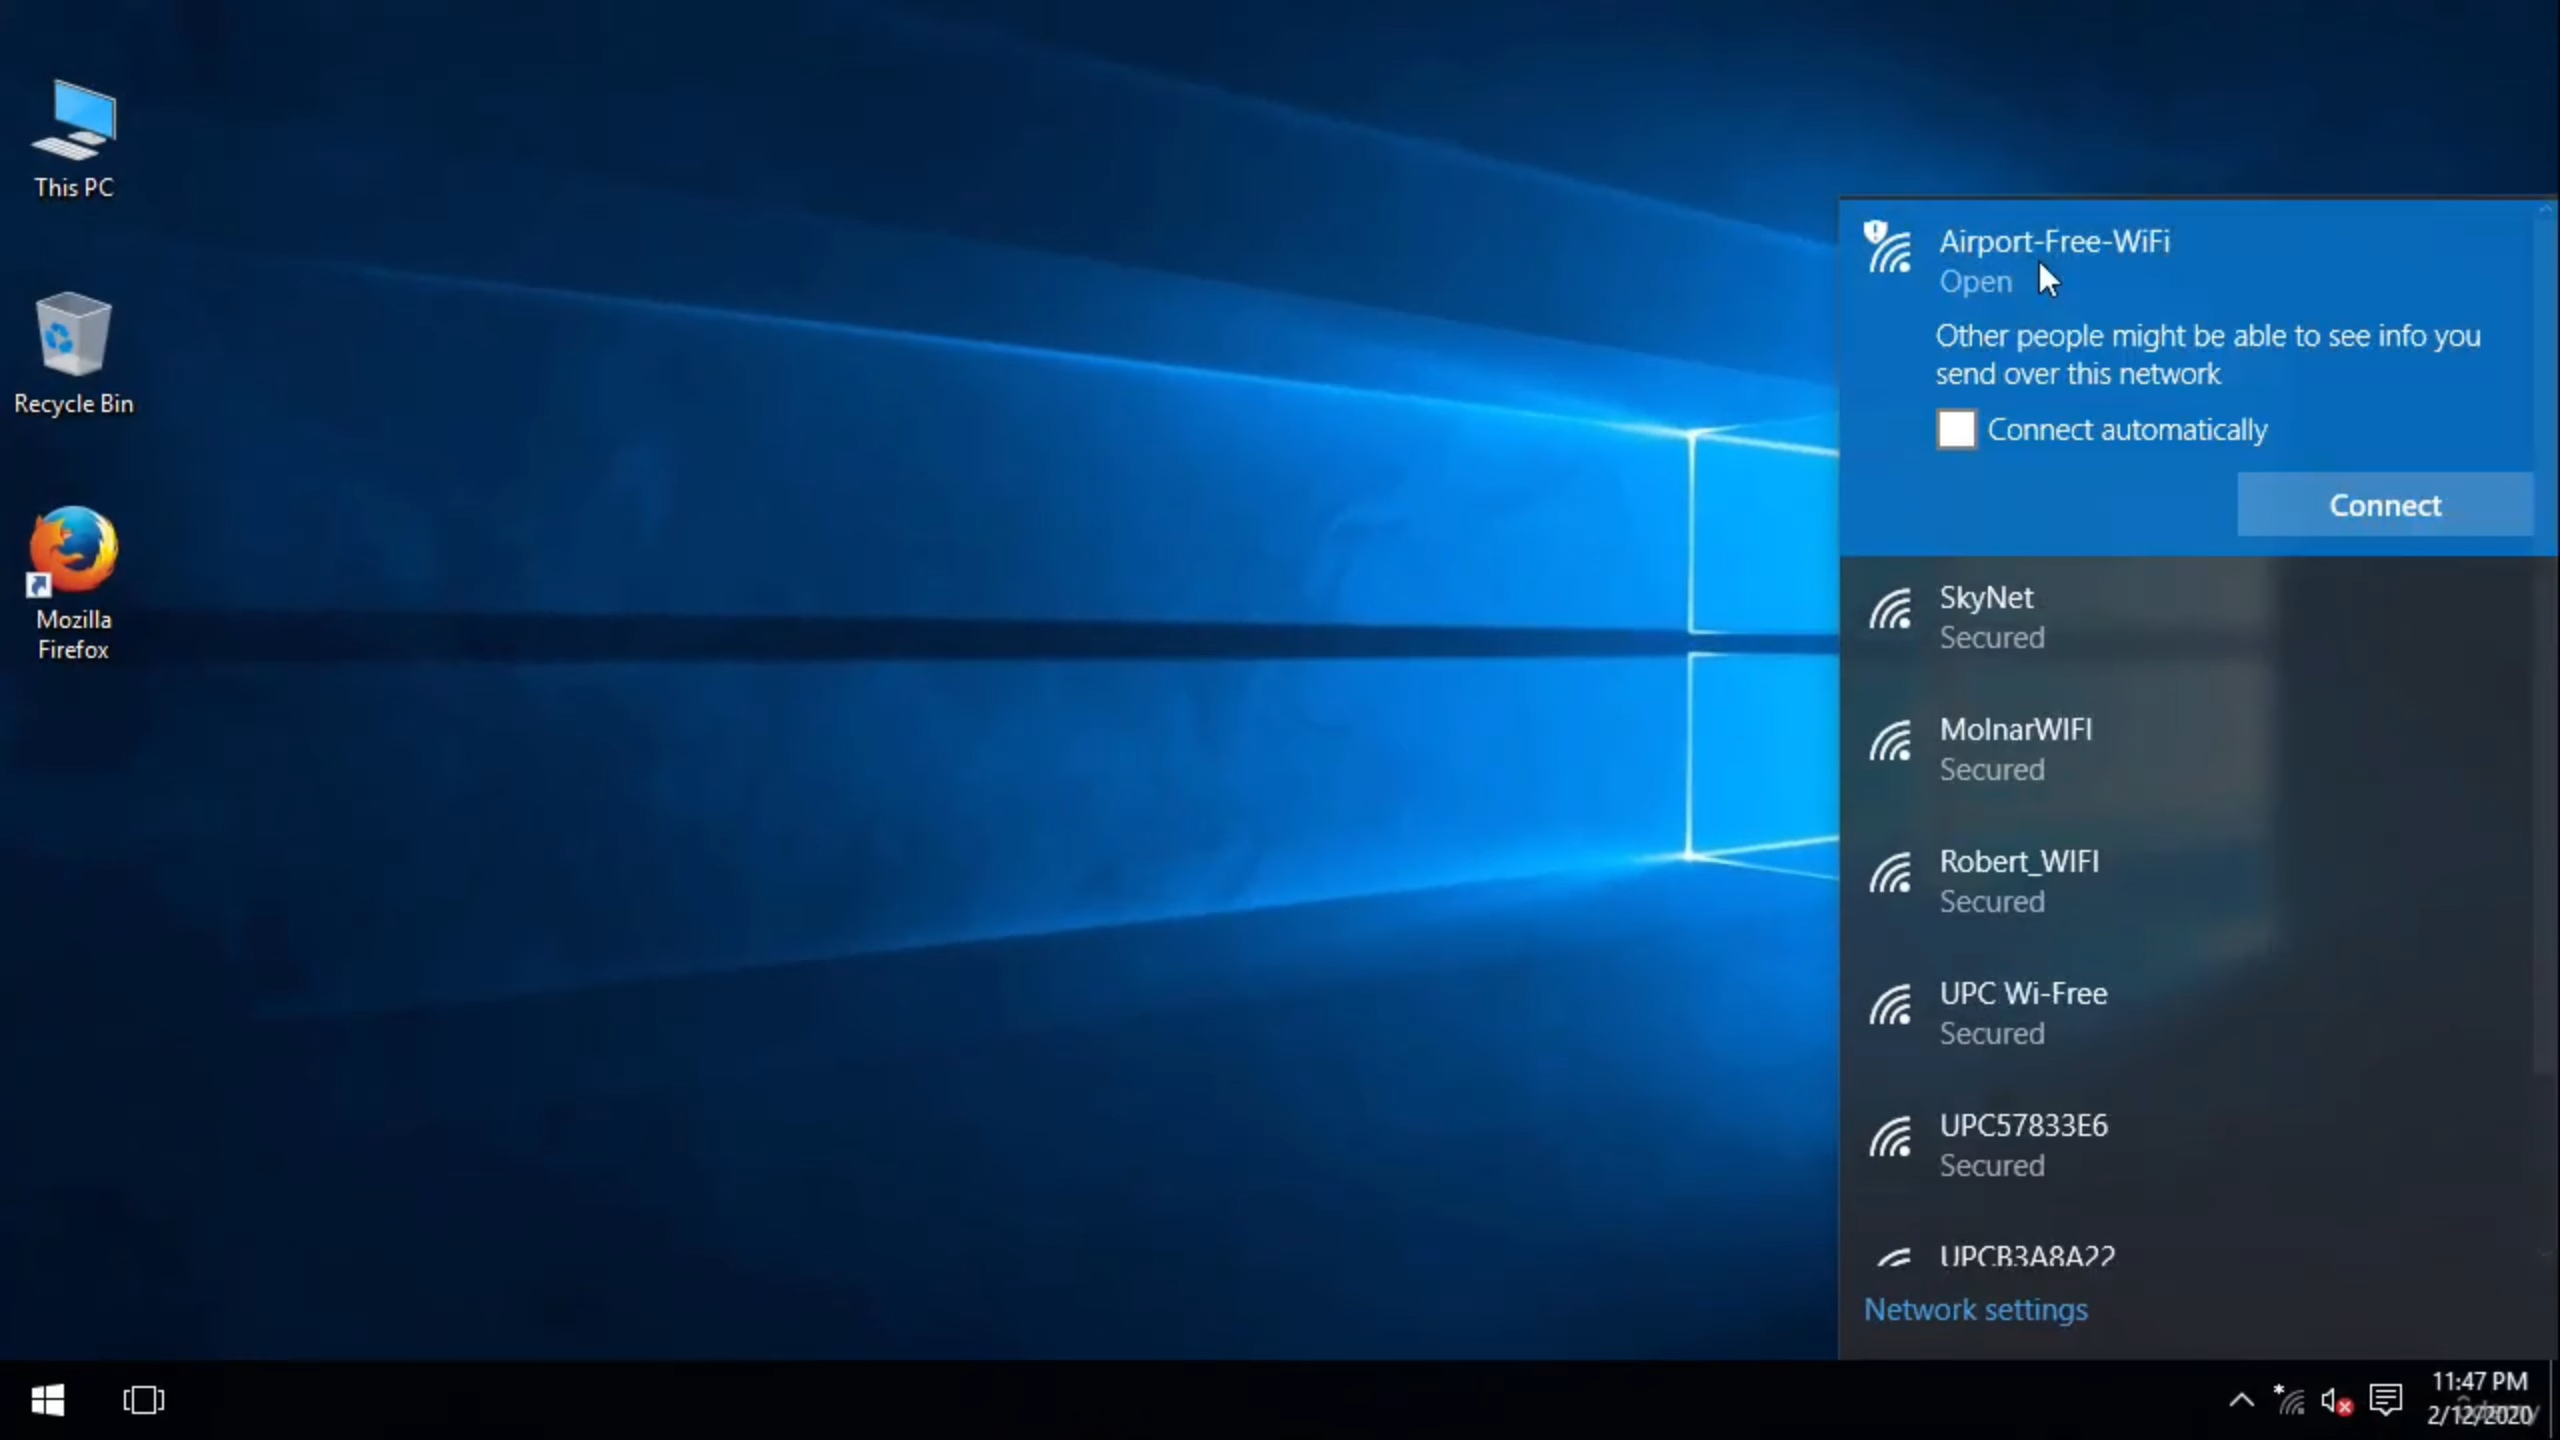 This PC
Recycle Bin
Mozilla
Firefox
Airport-Free-WiFi
Open
Other people might be able to see info you
send over this network
Connect automatically
Connect
SkyNet
Secured
MolnarWIFI
Secured
Robert_WIFI
Secured
UPC Wi-Free
Secured
UPC57833E6
Secured
UPCB3A8A22
Network settings
11:47 PM
2/12/2020